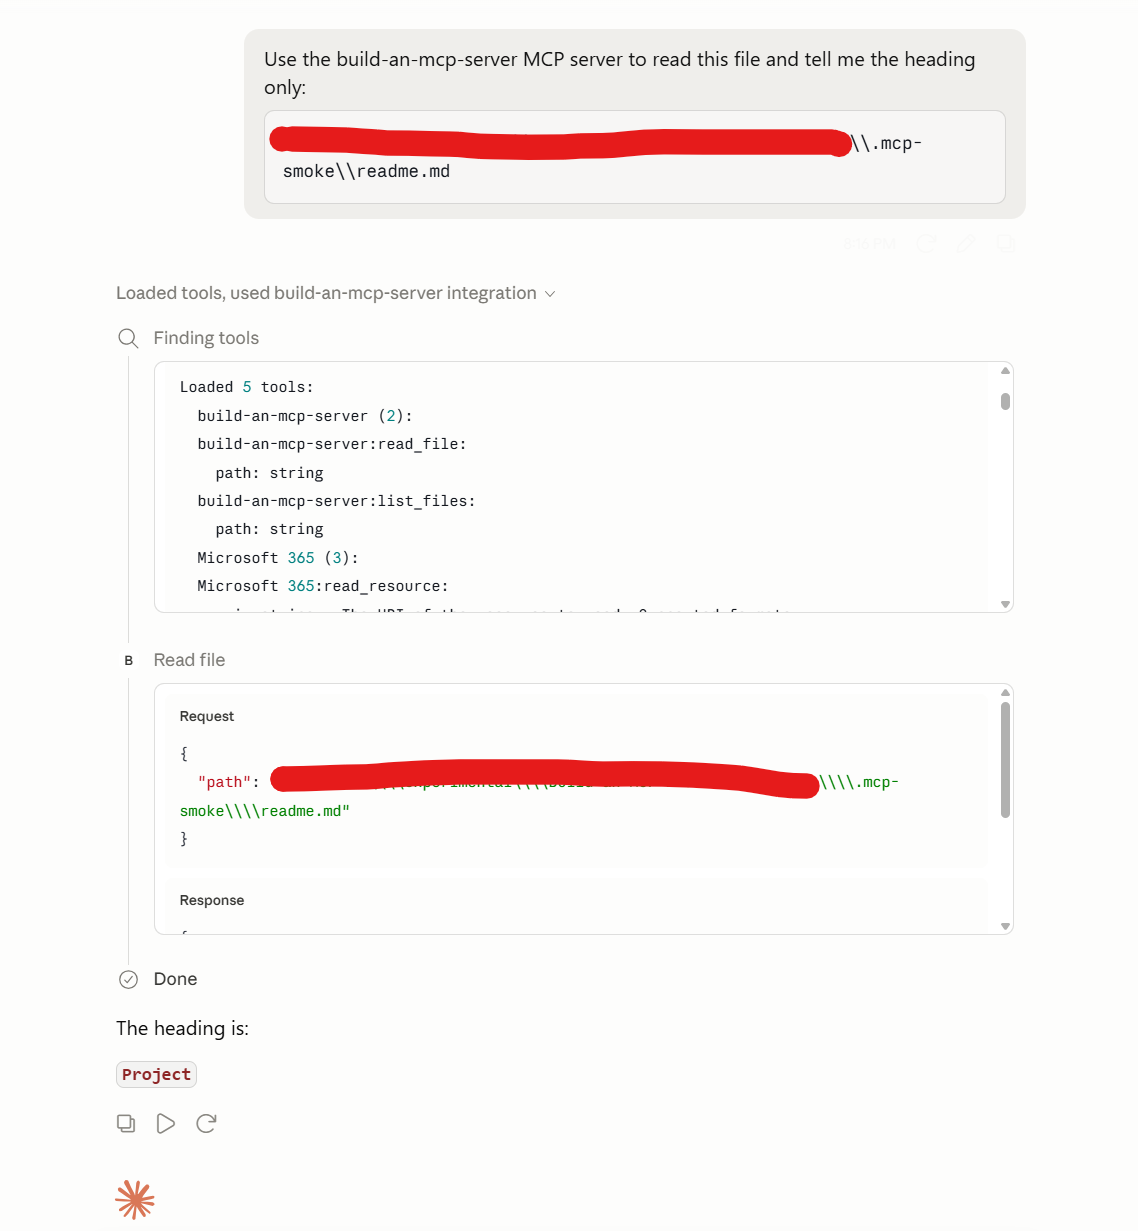 Use the build-an-mcp-server MCP server to read this file and tell me the heading
only:
\\.mcp-
smoke\\readme.md
Loaded tools, used build-an-mcp-server integration
Finding tools
Loaded 5 tools:
build-an-mcp-server (2):
build-an-mcp-server:read_file:
path: string
build-an-mcp-server:list_files:
path: string
Microsoft 365 (3):
Microsoft 365:read_resource:
B Read file
Request
{
"path": \\\\.mcp-
smoke\\\\readme.md"
}
Response
Done
The heading is:
Project